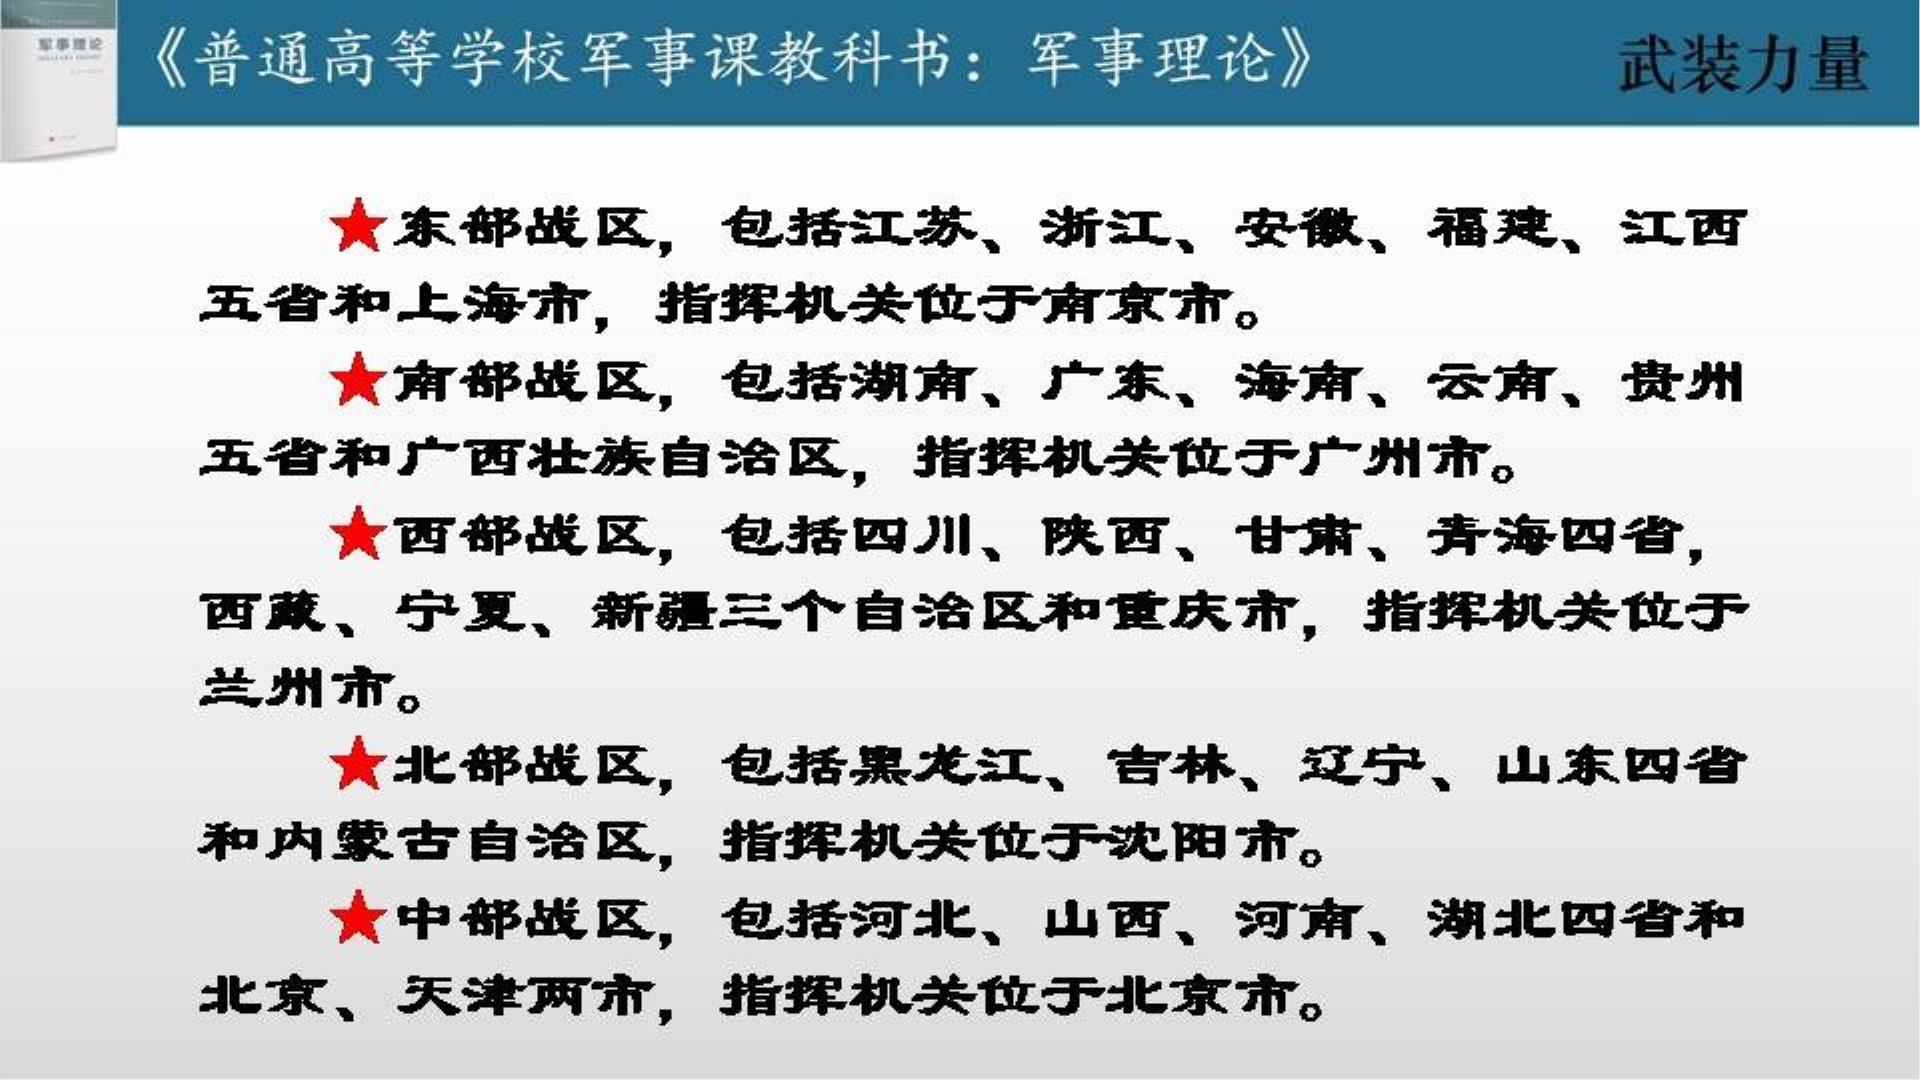 军事理论
《普通高等学校军事课教科书：军事理论》
武装力量
★东部战区，包括江苏、浙江、安徽、福建、江西
五省和上海市，指挥机关位于南京市。
★南部战区，包括湖南、广东、海南、云南、贵州
五省和广西壮族自治区，指挥机关位于广州市。
★西部战区，包括四川、陕西、甘肃、青海四省，
西藏、宁夏、新疆三个自治区和重庆市，指挥机关位于
兰州市。
★北部战区，包括黑龙江、吉林、辽宁、山东四省
和内蒙古自治区，指挥机关位于沈阳市。
★中部战区，包括河北、山西、河南、湖北四省和
北京、天津两市，指挥机关位于北京市。